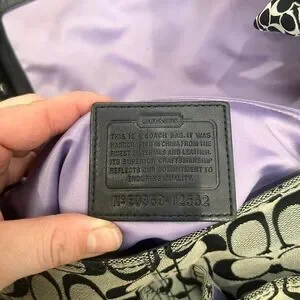 THIS IS A COACH BAG. IT WAS
HANDCRAFTED IN CHINA FROM THE
FINEST MATERIALS AND LEATHER.
ITS SUPERIOR CRAFTSMANSHIP
REFLECTS OUR COMMITMENT TO
ENDURING QUALITY.
Nº